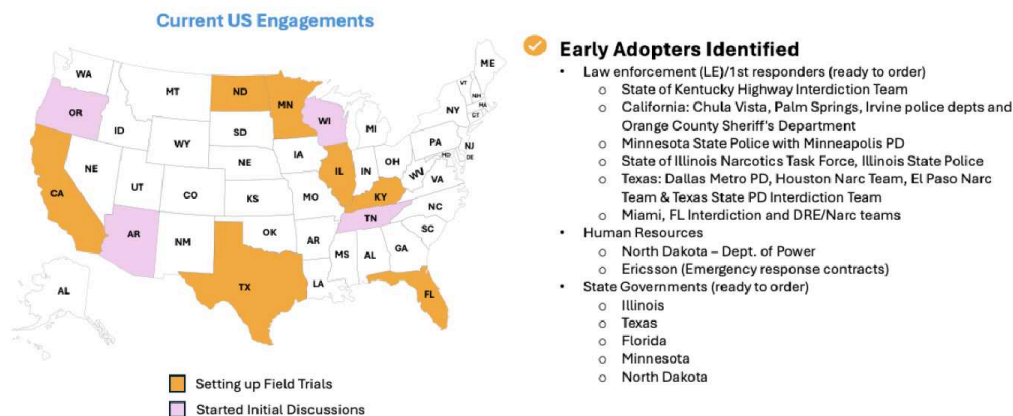 Current US Engagements
WA
MT
ND
MN
ME
VT
NH
MA
CT
NY
OR
ID
WY
SD
WI
MI
PA
NJ
DE
MD
NE
UT
CO
NE
IA
IL
IN
OH
WV
VA
CA
KS
MO
KY
NC
AR
NM
OK
AR
TN
SC
MS
AL
GA
TX
LA
FL
AL
Setting up Field Trials
Started Initial Discussions
Early Adopters Identified
• Law enforcement (LE)/1st responders (ready to order)
o State of Kentucky Highway Interdiction Team
o California: Chula Vista, Palm Springs, Irvine police depts and
Orange County Sheriff's Department
o Minnesota State Police with Minneapolis PD
o State of Illinois Narcotics Task Force, Illinois State Police
o Texas: Dallas Metro PD, Houston Narc Team, El Paso Narc
Team & Texas State PD Interdiction Team
o Miami, FL Interdiction and DRE/Narc teams
• Human Resources
o North Dakota – Dept. of Power
o Ericsson (Emergency response contracts)
• State Governments (ready to order)
o Illinois
o Texas
o Florida
o Minnesota
o North Dakota